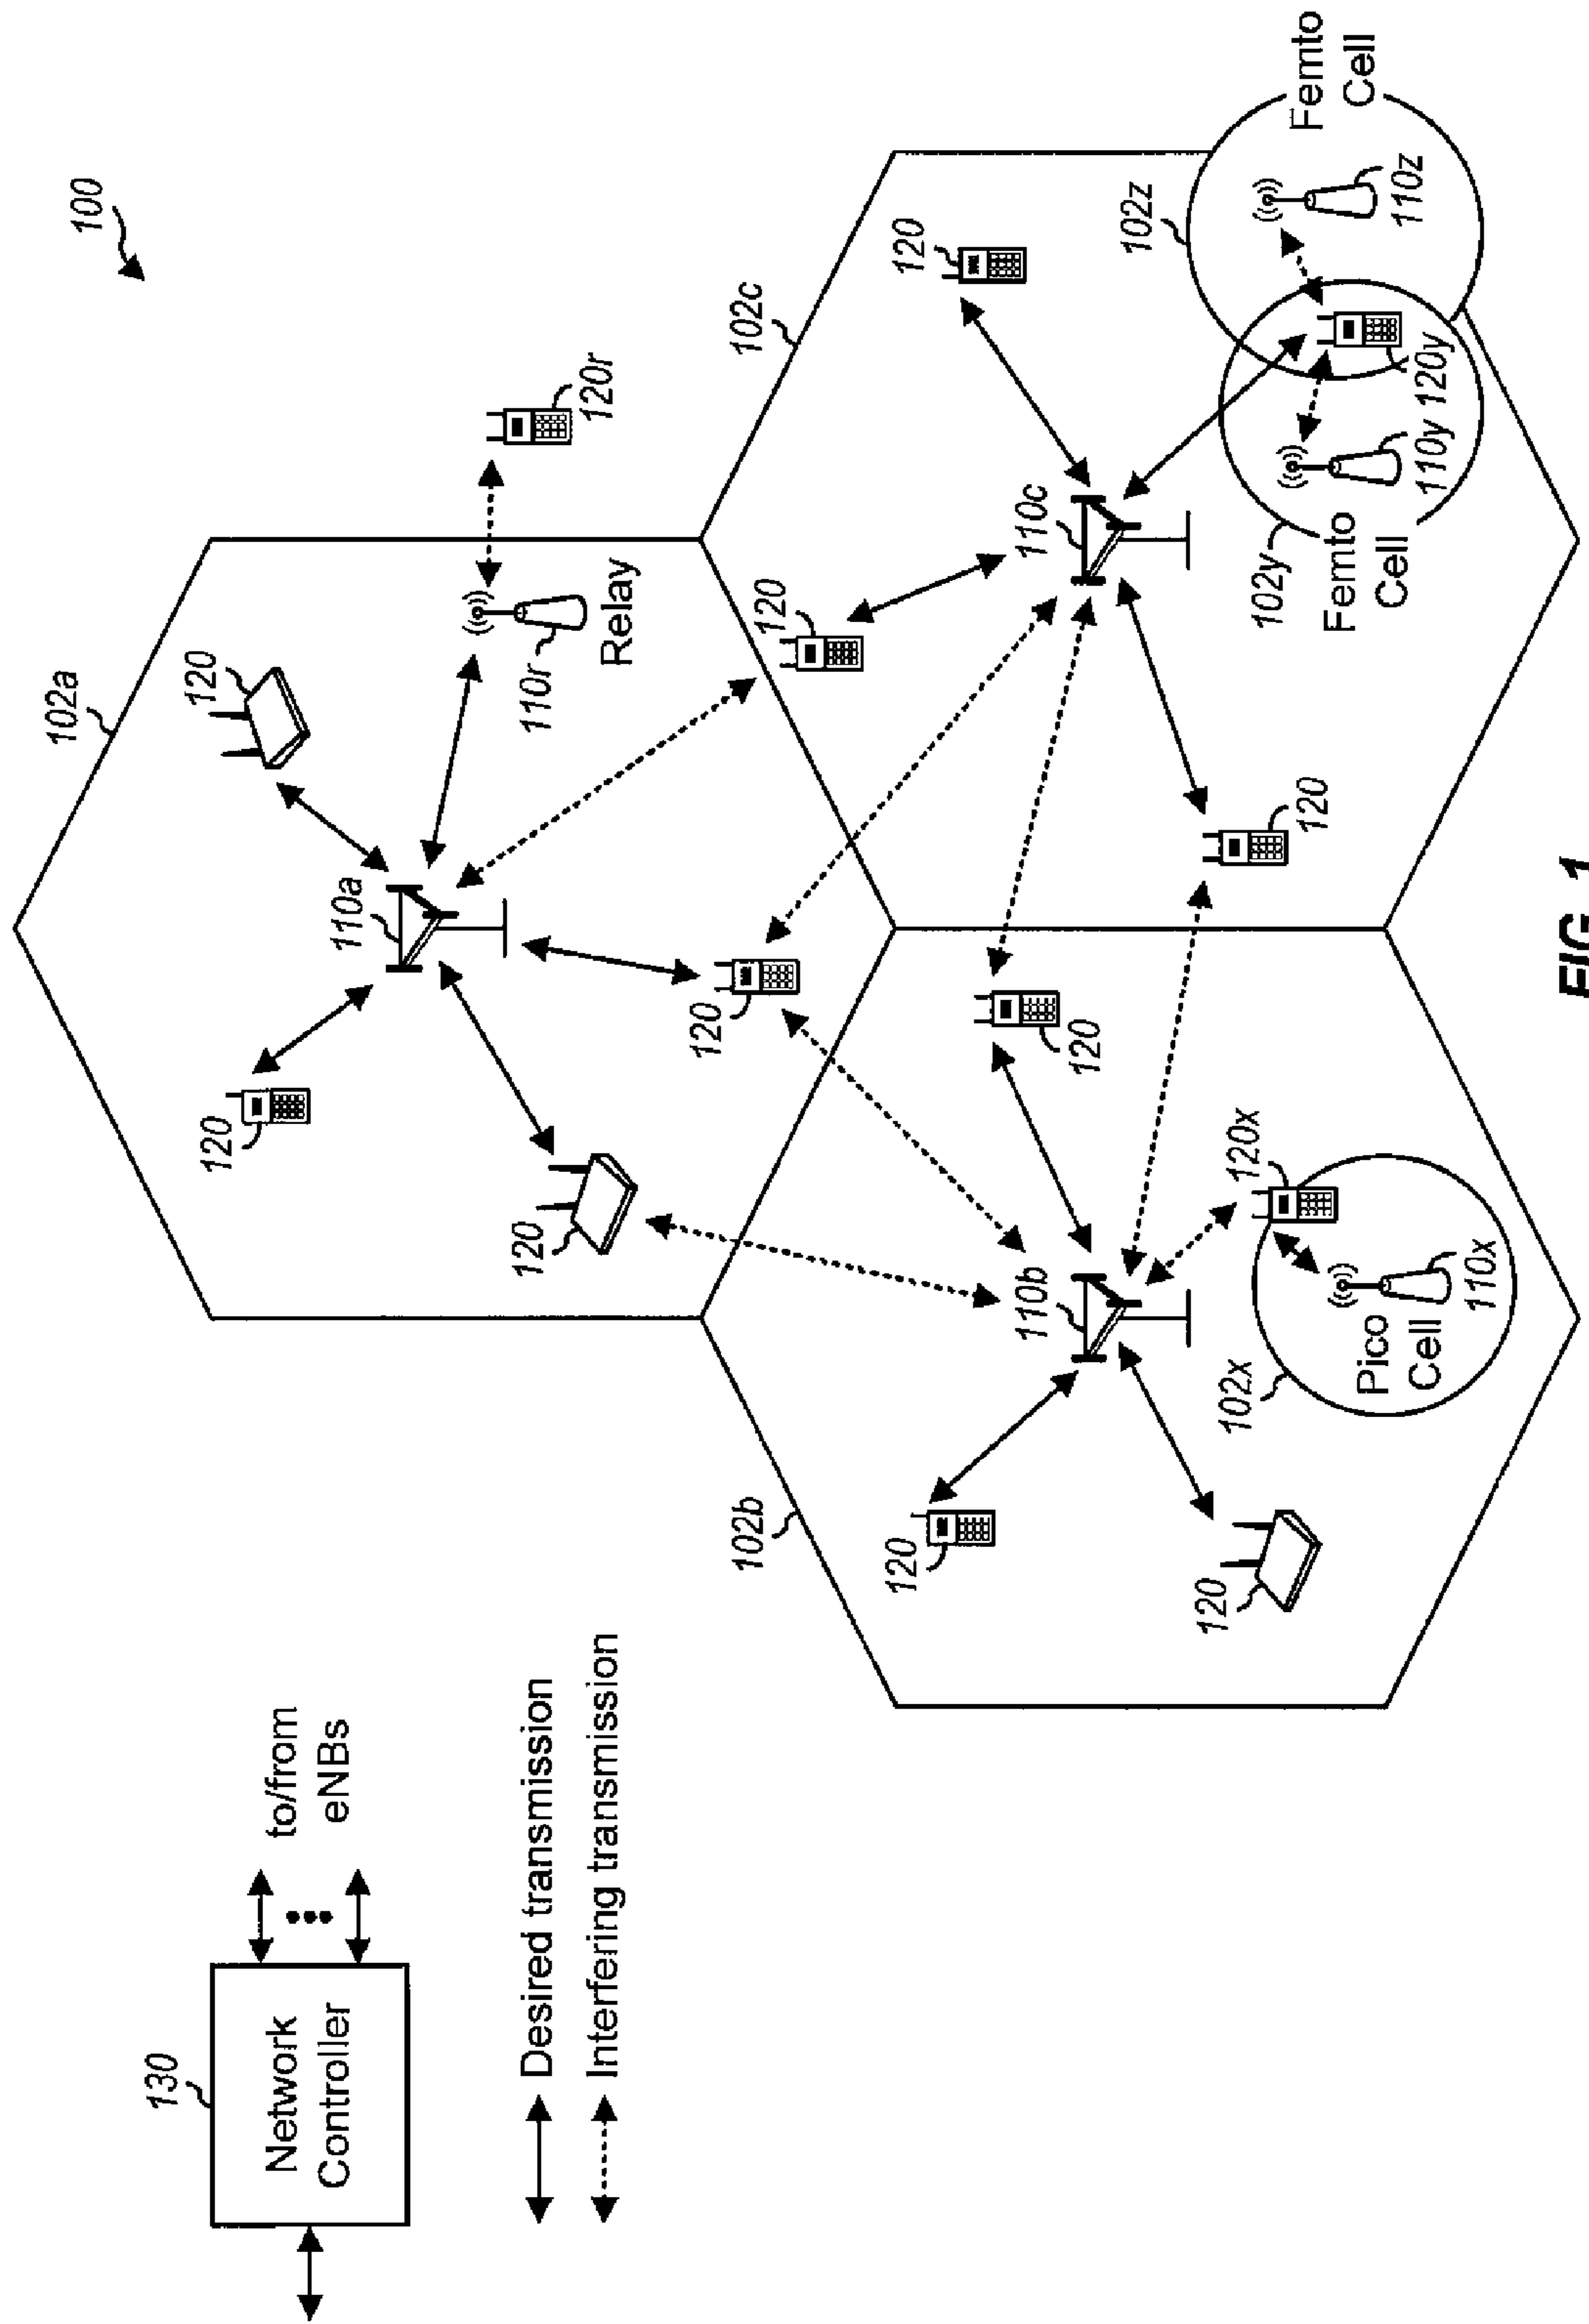 100
130
Network
Controller
to/from
eNBs
Desired transmission
Interfering transmission
102a
120
120
110a
120
110r
Relay
120r
120
102b
120
110b
120
120
102x
Pico
Cell
110x
120x
102c
120
120
110c
120
102y
Femto
Cell
110y
120y
102z
110z
Femto
Cell
FIG. 1